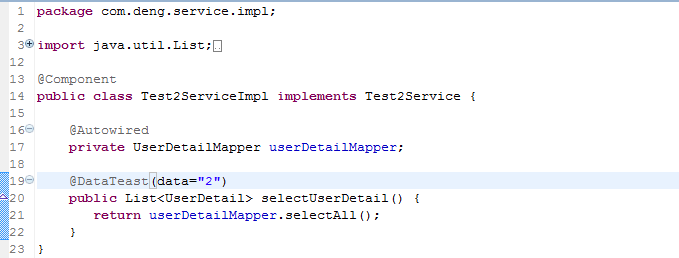 1 package com.deng.service.impl;
2
3 import java.util.List;
12
13 @Component
14 public class Test2ServiceImpl implements Test2Service {
15
16 @Autowired
17 private UserDetailMapper userDetailMapper;
18
19 @DataTeast(data="2")
20 public List<UserDetail> selectUserDetail() {
21 return userDetailMapper.selectAll();
22 }
23 }